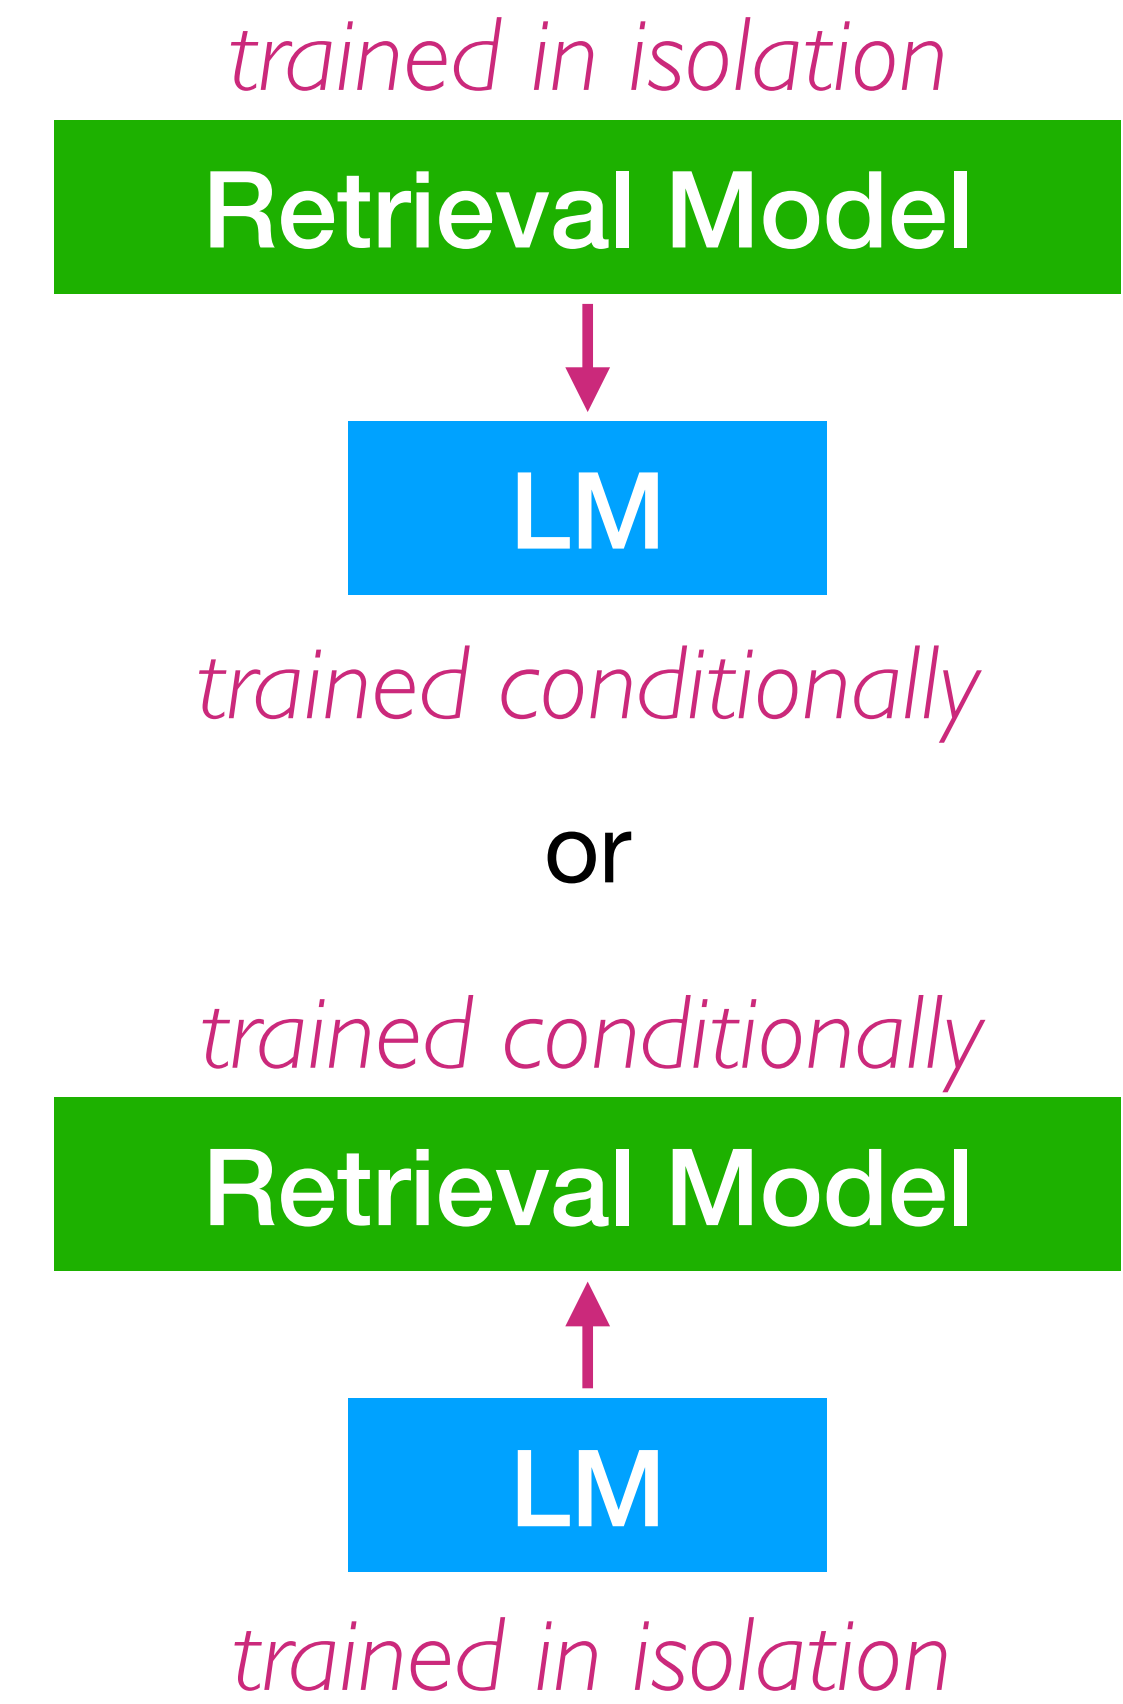 trained in isolation
Retrieval Model
LM
trained conditionally
or
trained conditionally
Retrieval Model
LM
trained in isolation